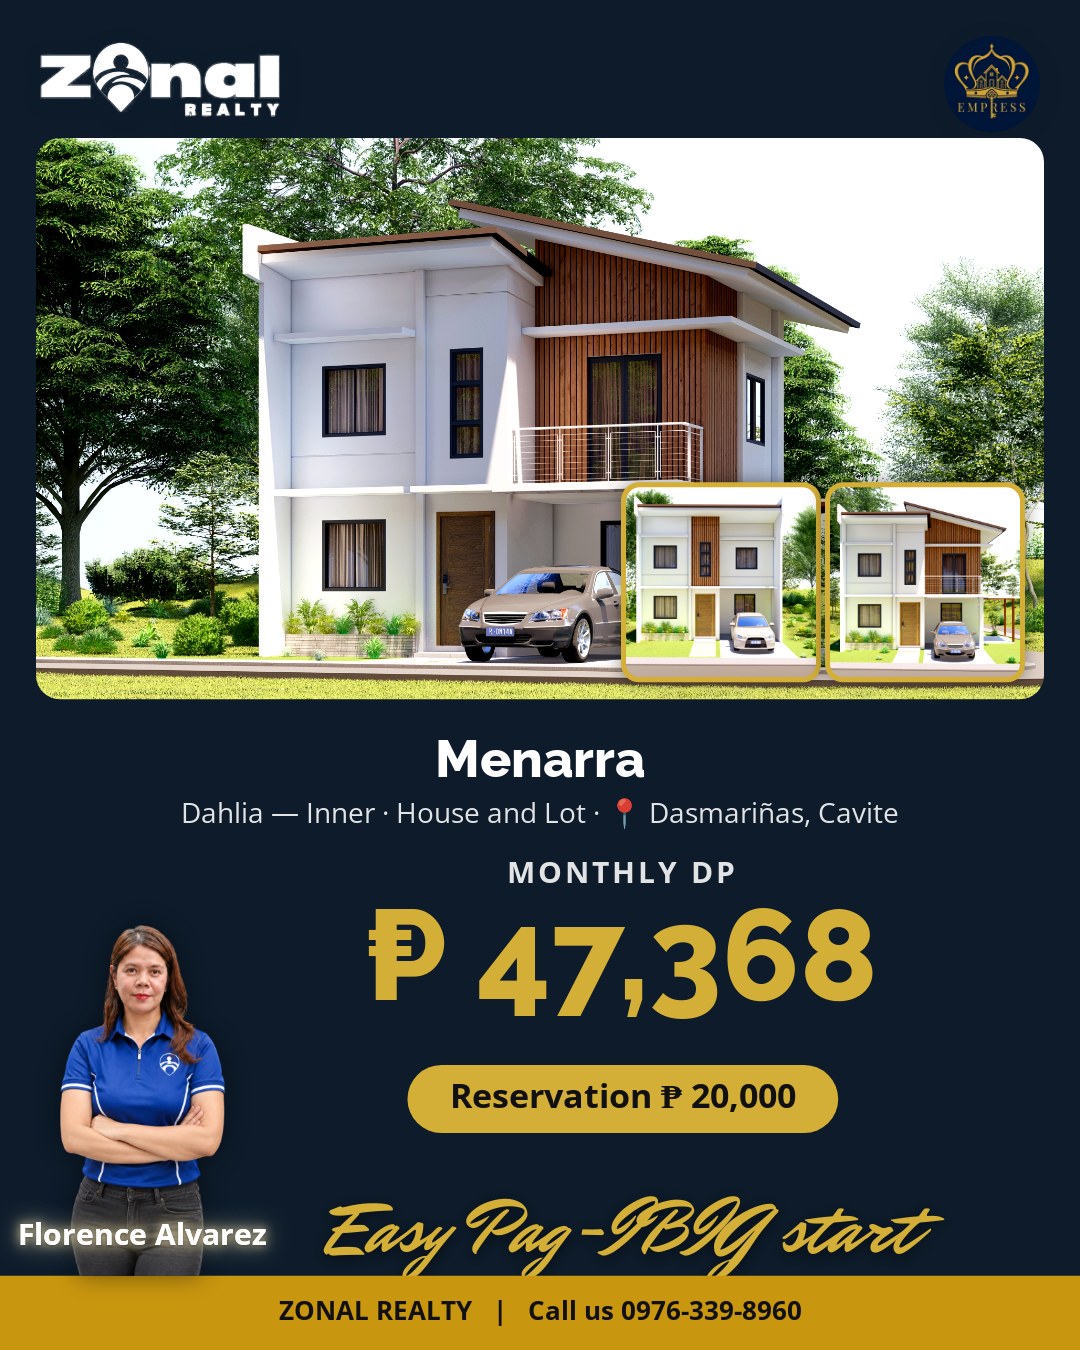 Zonal
REALTY
EMPRESS
Menarra
Dahlia — Inner · House and Lot · 📍 Dasmariñas, Cavite
MONTHLY DP
₱ 47,368
Reservation ₱ 20,000
Florence Alvarez
Easy Pag-IBIG start
ZONAL REALTY | Call us 0976-339-8960